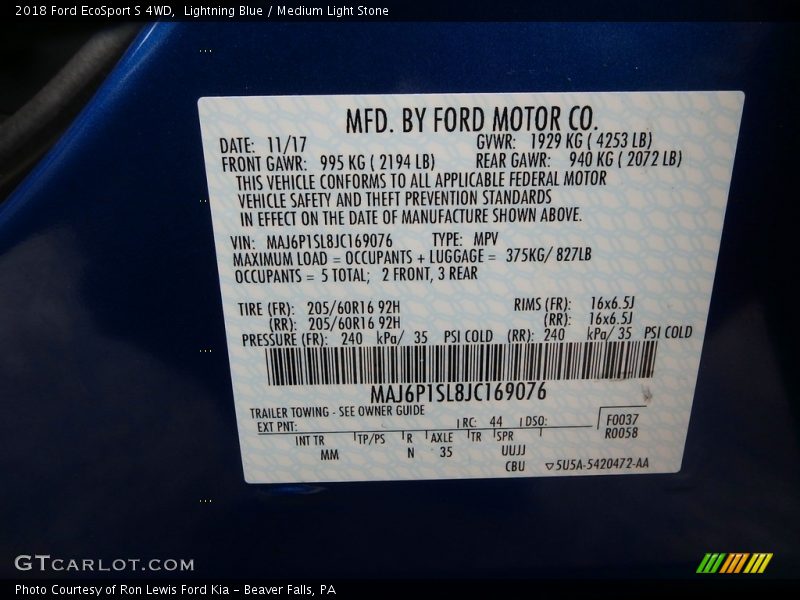 2018 Ford EcoSport S 4WD,  Lightning Blue / Medium Light Stone
MFD. BY FORD MOTOR CO.
DATE: 11/17 GVWR: 1929 KG ( 4253 LB)
FRONT GAWR: 995 KG ( 2194 LB) REAR GAWR: 940 KG ( 2072 LB)
THIS VEHICLE CONFORMS TO ALL APPLICABLE FEDERAL MOTOR
VEHICLE SAFETY AND THEFT PREVENTION STANDARDS
IN EFFECT ON THE DATE OF MANUFACTURE SHOWN ABOVE.
VIN: MAJ6P1SL8JC169076 TYPE: MPV
MAXIMUM LOAD = OCCUPANTS + LUGGAGE = 375KG/ 827LB
OCCUPANTS = 5 TOTAL; 2 FRONT, 3 REAR
TIRE (FR): 205/60R16 92H RIMS (FR): 16x6.5J
(RR): 205/60R16 92H (RR): 16x6.5J
PRESSURE (FR): 240 kPa/ 35 PSI COLD (RR): 240 kPa/ 35 PSI COLD
MAJ6P1SL8JC169076
TRAILER TOWING - SEE OWNER GUIDE
EXT PNT: RC: 44 DSO: F0037
INT TR TP/PS R AXLE TR SPR R0058
MM N 35 UUJJ
CBU ▽5U5A-5420472-AA
GTCARLOT.COM
Photo Courtesy of Ron Lewis Ford Kia - Beaver Falls, PA